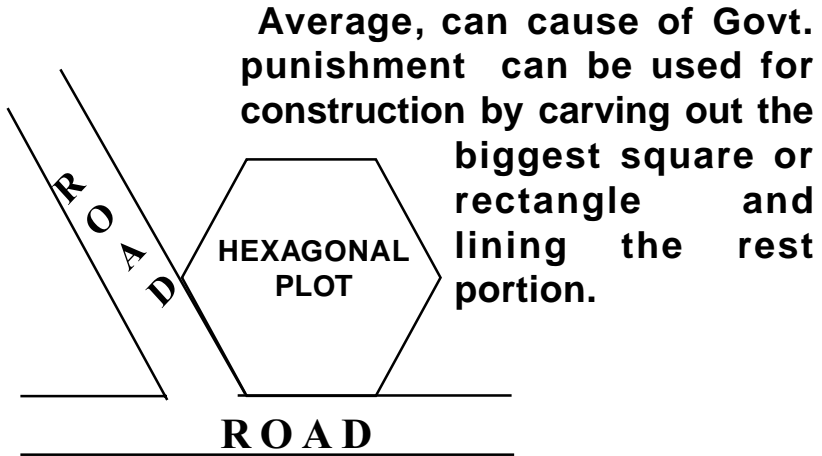 Average, can cause of Govt.
punishment can be used for
construction by carving out the
biggest square or
rectangle and
lining the rest
portion.
ROAD
HEXAGONAL
PLOT
ROAD